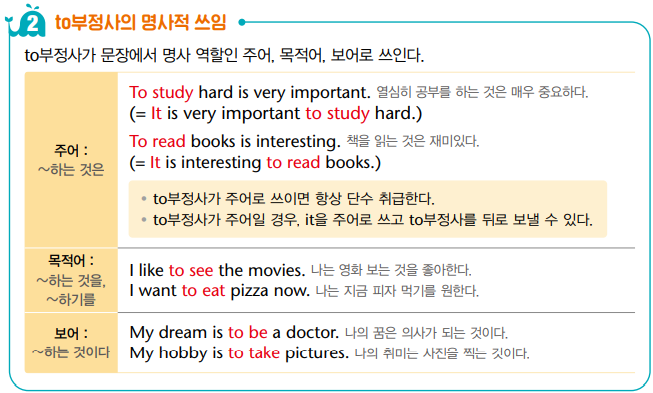 2 to부정사의 명사적 쓰임
to부정사가 문장에서 명사 역할인 주어, 목적어, 보어로 쓰인다.
주어 :
~하는 것은
To study hard is very important. 열심히 공부를 하는 것은 매우 중요하다.
(= It is very important to study hard.)
To read books is interesting. 책을 읽는 것은 재미있다.
(= It is interesting to read books.)
• to부정사가 주어로 쓰이면 항상 단수 취급한다.
• to부정사가 주어일 경우, it을 주어로 쓰고 to부정사를 뒤로 보낼 수 있다.
목적어 :
~하는 것을,
~하기를
I like to see the movies. 나는 영화 보는 것을 좋아한다.
I want to eat pizza now. 나는 지금 피자 먹기를 원한다.
보어 :
~하는 것이다
My dream is to be a doctor. 나의 꿈은 의사가 되는 것이다.
My hobby is to take pictures. 나의 취미는 사진을 찍는 깃이다.